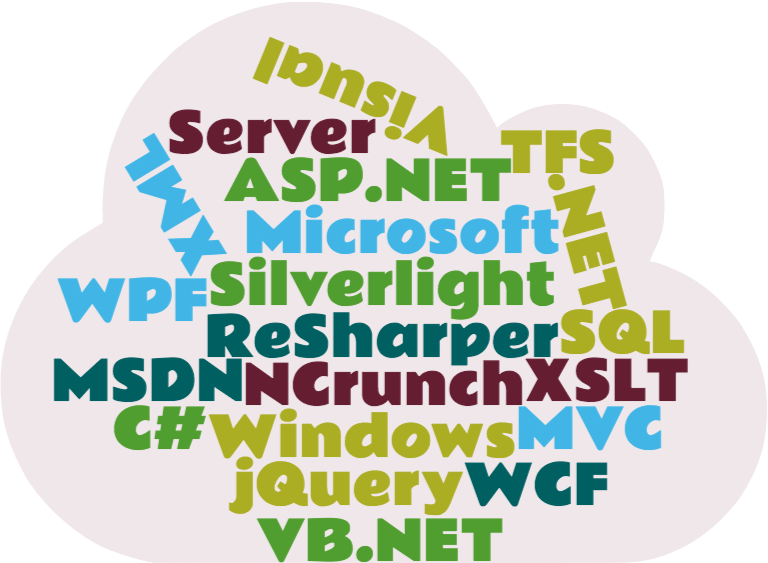 Visual
Server
TFS
XML
ASP.NET
.NET
Microsoft
WPF
Silverlight
ReSharper
SQL
MSDN
NCrunch
XSLT
C#
Windows
MVC
jQuery
WCF
VB.NET